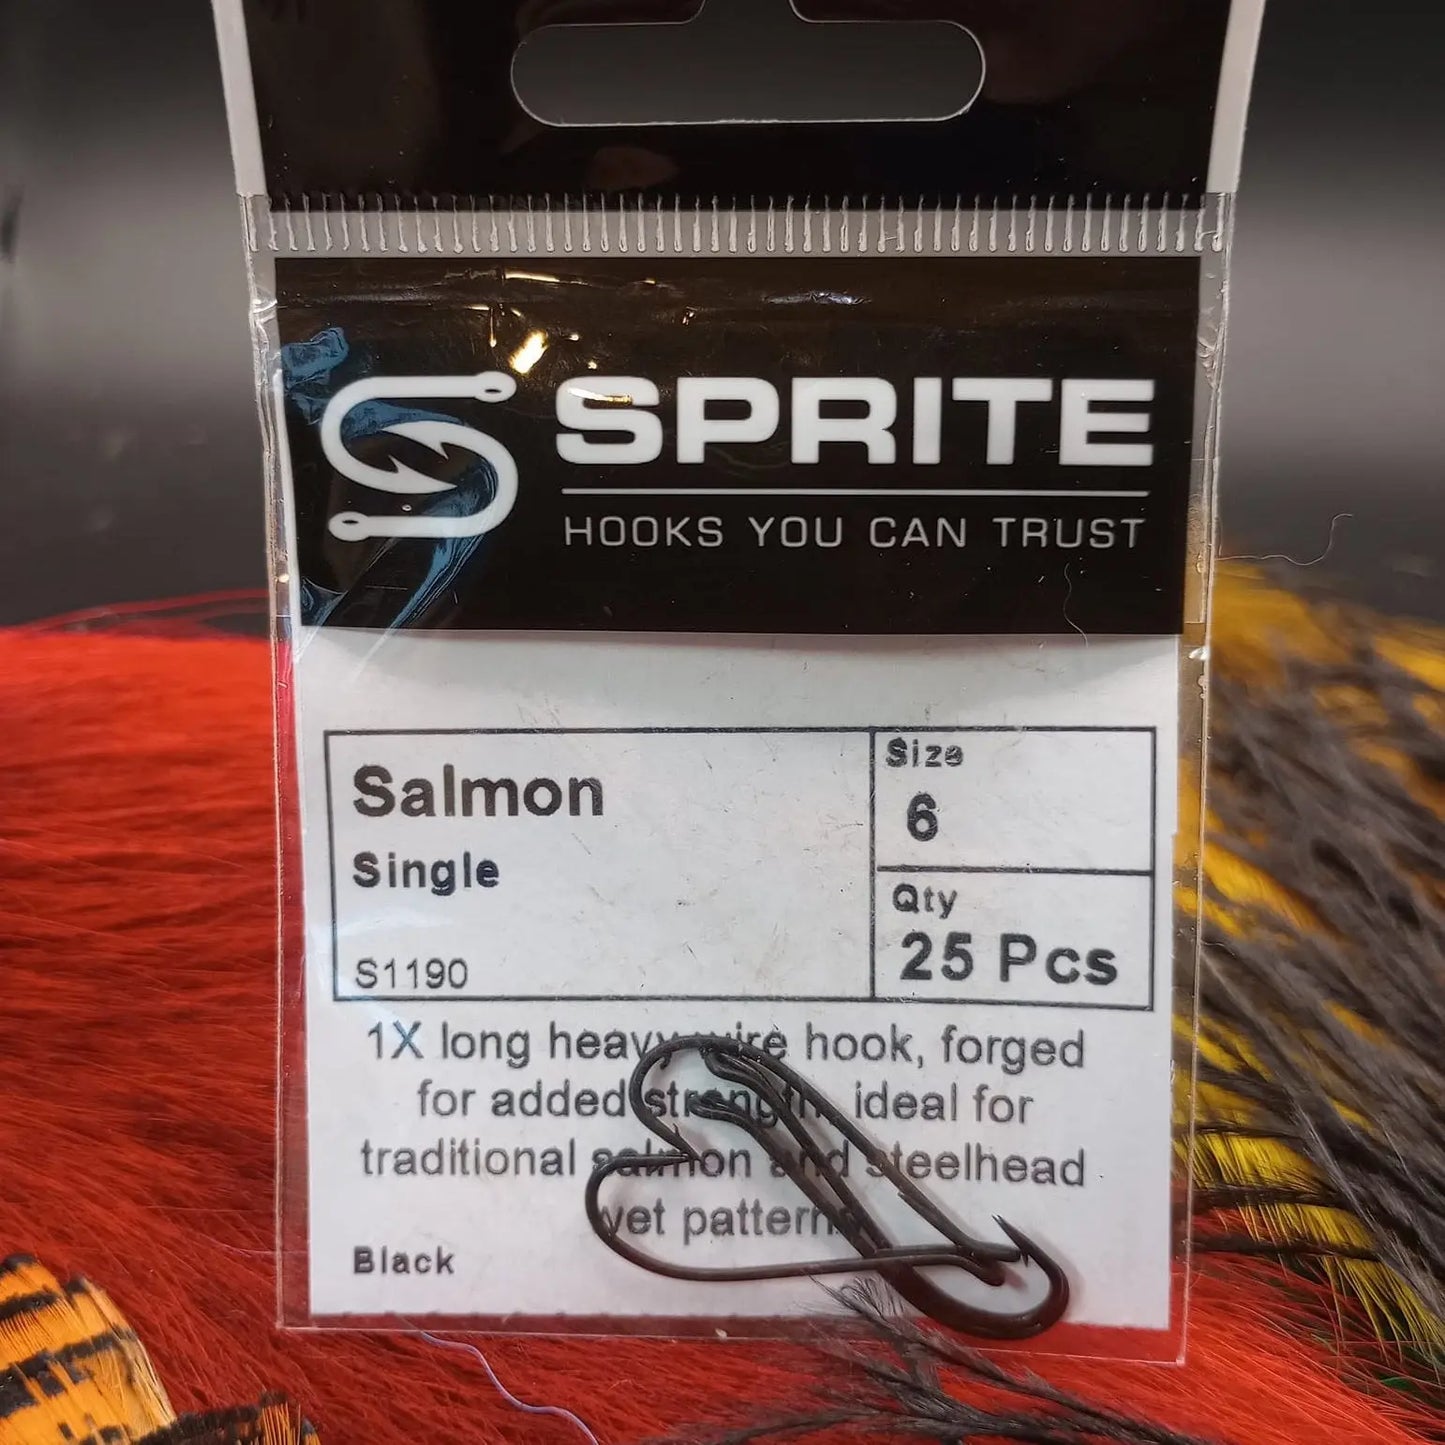 SPRITE
HOOKS YOU CAN TRUST
Salmon
Single
S1190
Size
6
Qty
25 Pcs
1X long heavy wire hook, forged
for added strength, ideal for
traditional salmon and steelhead
wet patterns
Black